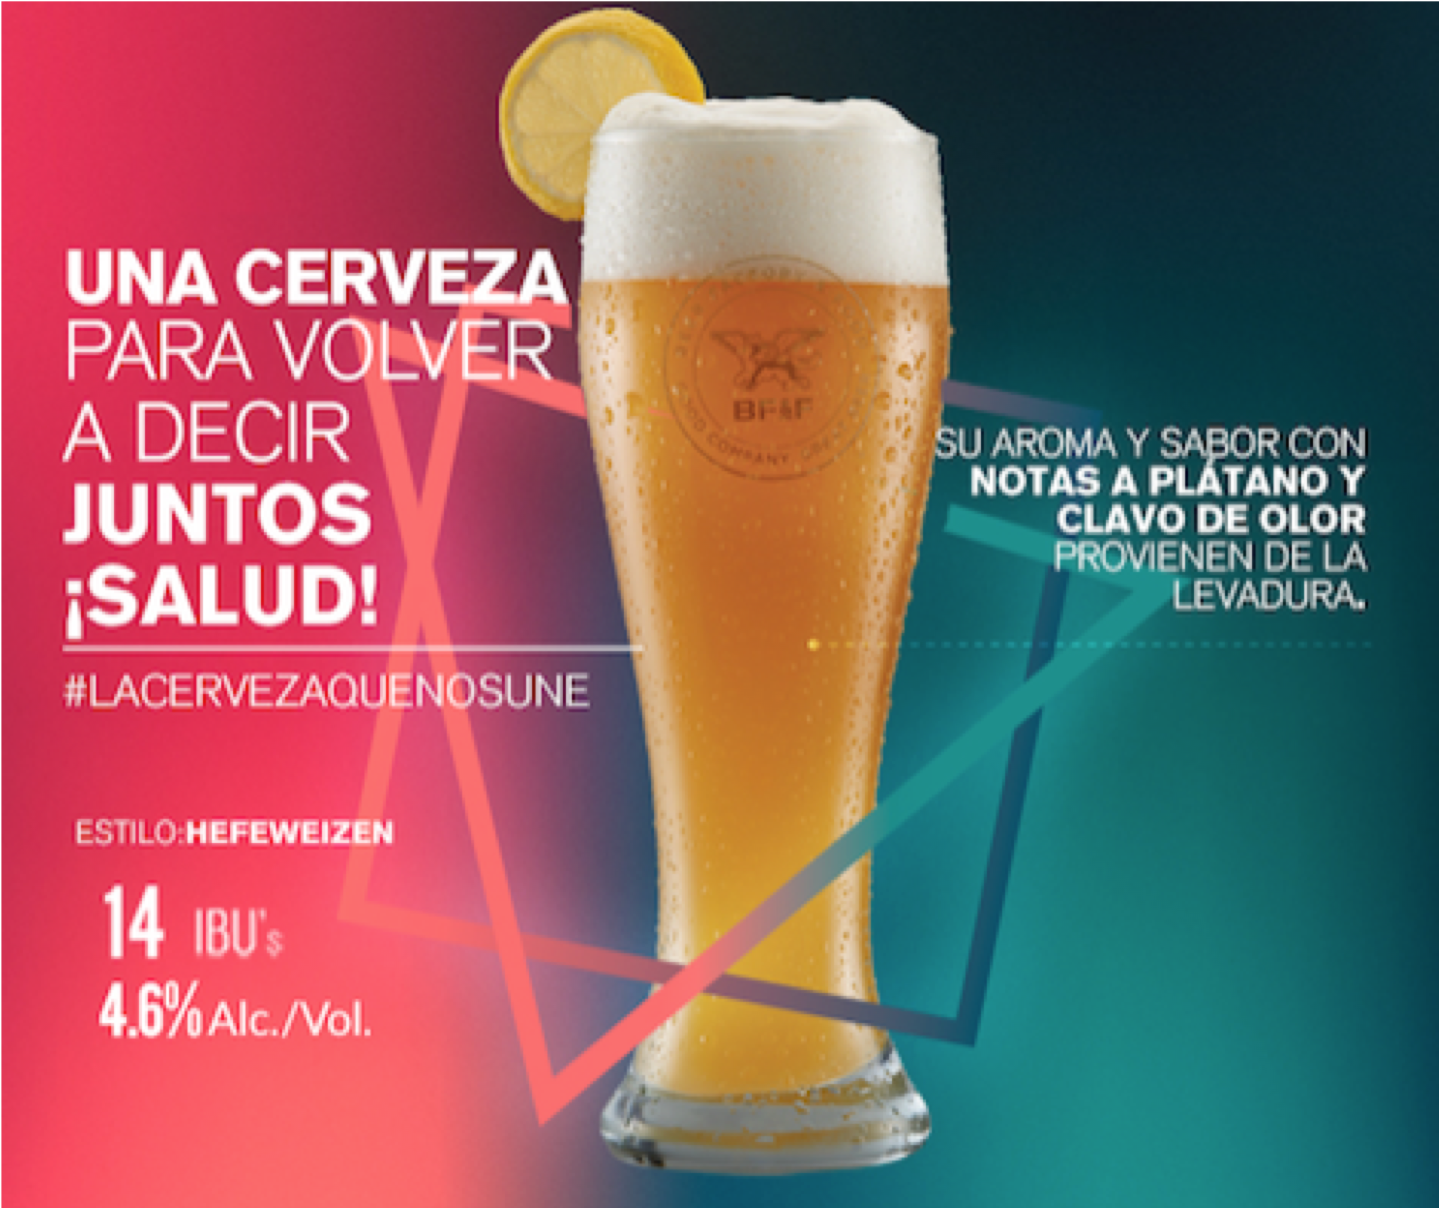 UNA CERVEZA
PARA VOLVER
A DECIR
JUNTOS
¡SALUD!
#LACERVEZAQUENOSUNE
ESTILO:HEFEWEIZEN
14 IBU's
4.6% Alc./Vol.
BF&F
COMPANY
SU AROMA Y SABOR CON
NOTAS A PLÁTANO Y
CLAVO DE OLOR
PROVIENEN DE LA
LEVADURA.